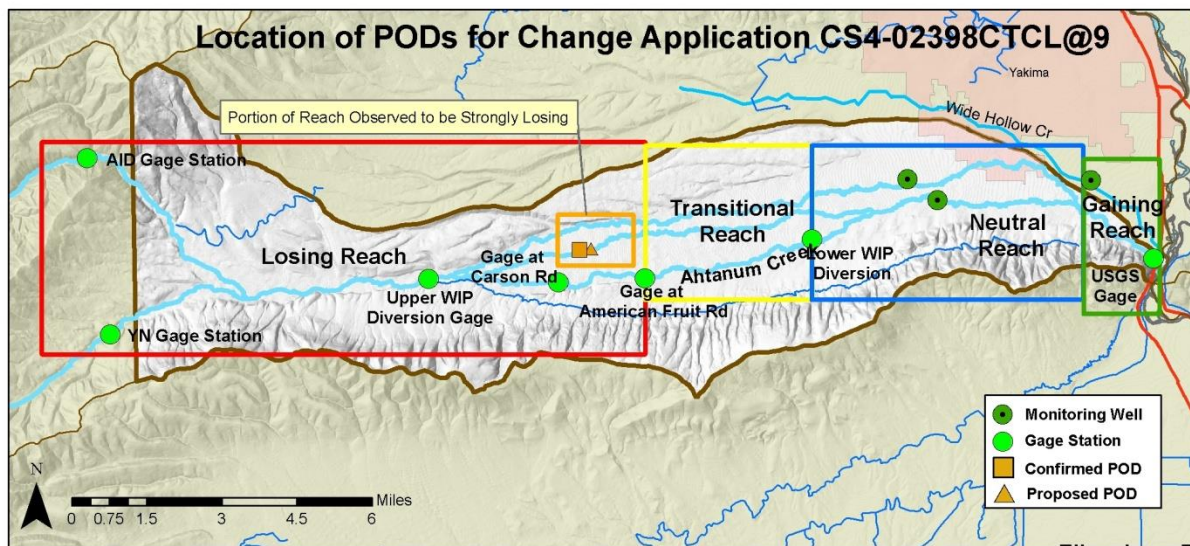 Location of PODs for Change Application CS4-02398CTCL@9
Yakima
Portion of Reach Observed to be Strongly Losing
Wide Hollow Cr
AID Gage Station
Losing Reach
Transitional
Reach
Neutral
Reach
Gaining
Reach
Gage at
Carson Rd
Ahtanum Creek
Lower WIP
Diversion
Upper WIP
Diversion Gage
Gage at
American Fruit Rd
USGS
Gage
YN Gage Station
Monitoring Well
Gage Station
Confirmed POD
Proposed POD
N
Miles
0 0.75 1.5 3 4.5 6